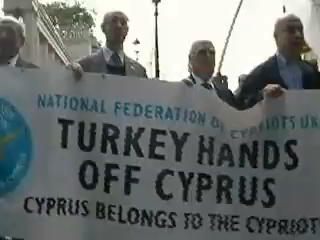 NATIONAL FEDERATION OF CYPRIOTS UK
TURKEY HANDS
OFF CYPRUS
CYPRUS BELONGS TO THE CYPRIOT